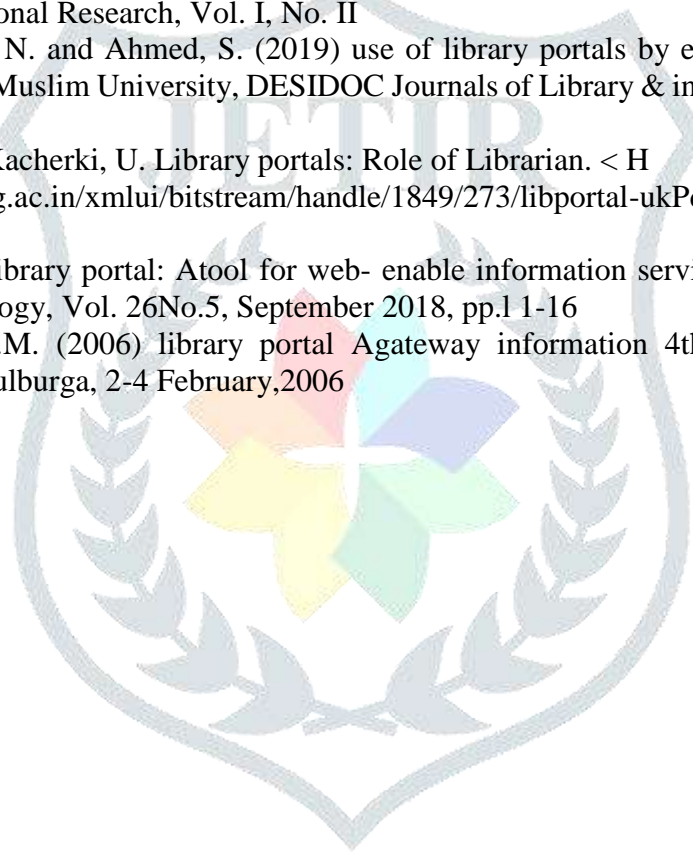 onal Research, Vol. I, No. II
N. and Ahmed, S. (2019) use of library portals by e
Muslim University, DESIDOC Journals of Library & in
JETIR
Kacherki, U. Library portals: Role of Librarian. < H
g.ac.in/xmlui/bitstream/handle/1849/273/libportal-ukP
ibrary portal: Atool for web- enable information servi
ogy, Vol. 26No.5, September 2018, pp.l 1-16
.M. (2006) library portal Agateway information 4th
ulburga, 2-4 February,2006